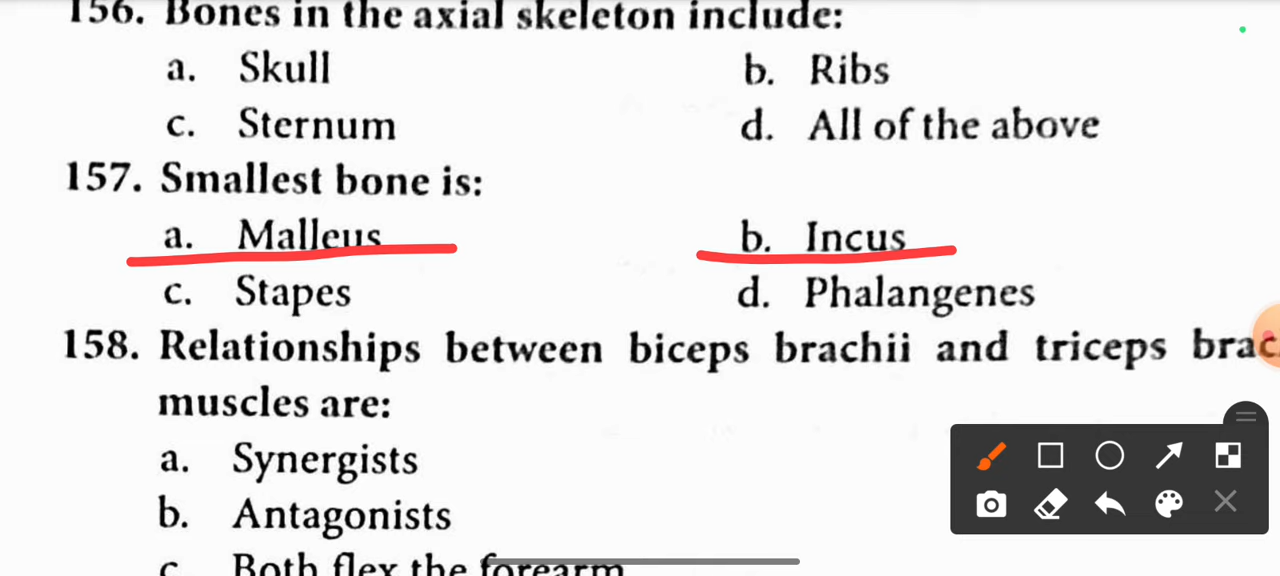 156. Bones in the axial skeleton include:
a. Skull b. Ribs
c. Sternum d. All of the above
157. Smallest bone is:
a. Malleus b. Incus
c. Stapes d. Phalangenes
158. Relationships between biceps brachii and triceps brac
muscles are:
a. Synergists
b. Antagonists
c. Both flex the forearm